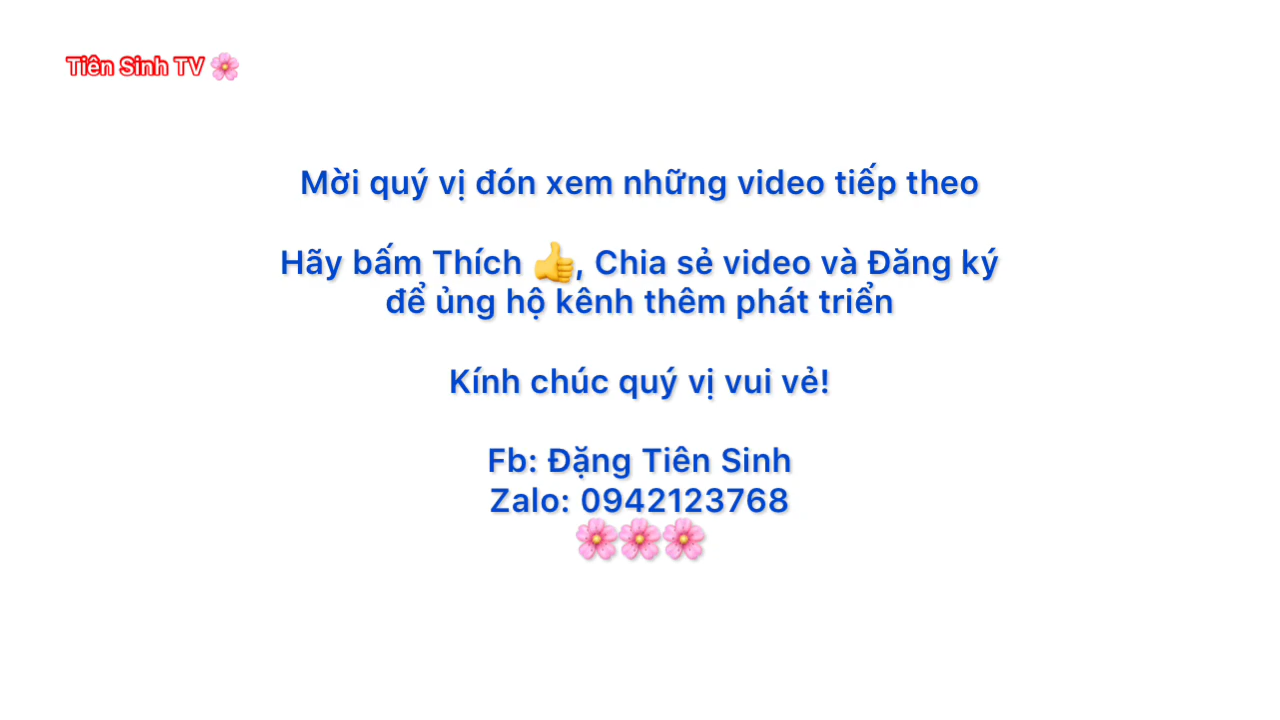 Tiên Sinh TV 🌸
Mời quý vị đón xem những video tiếp theo
Hãy bấm Thích 👍, Chia sẻ video và Đăng ký
để ủng hộ kênh thêm phát triển
Kính chúc quý vị vui vẻ!
Fb: Đặng Tiên Sinh
Zalo: 0942123768
🌸🌸🌸